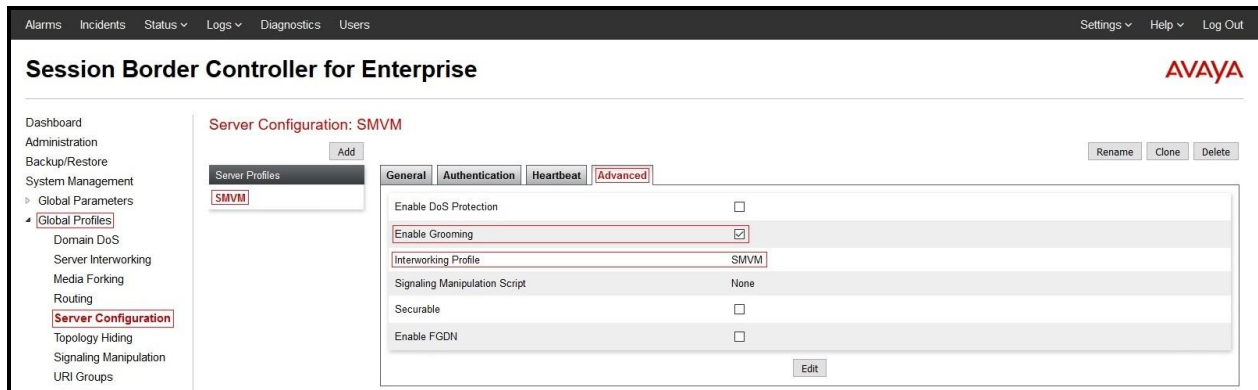 Alarms Incidents Status Logs Diagnostics Users Settings Help Log Out
Session Border Controller for Enterprise
AVAYA
Dashboard
Administration
Backup/Restore
System Management
Global Parameters
Global Profiles
Domain DoS
Server Interworking
Media Forking
Routing
Server Configuration
Topology Hiding
Signaling Manipulation
URI Groups
Server Configuration: SMVM
Add
Rename Clone Delete
Server Profiles
SMVM
General Authentication Heartbeat Advanced
Enable DoS Protection
Enable Grooming
Interworking Profile SMVM
Signaling Manipulation Script None
Securable
Enable FGDN
Edit